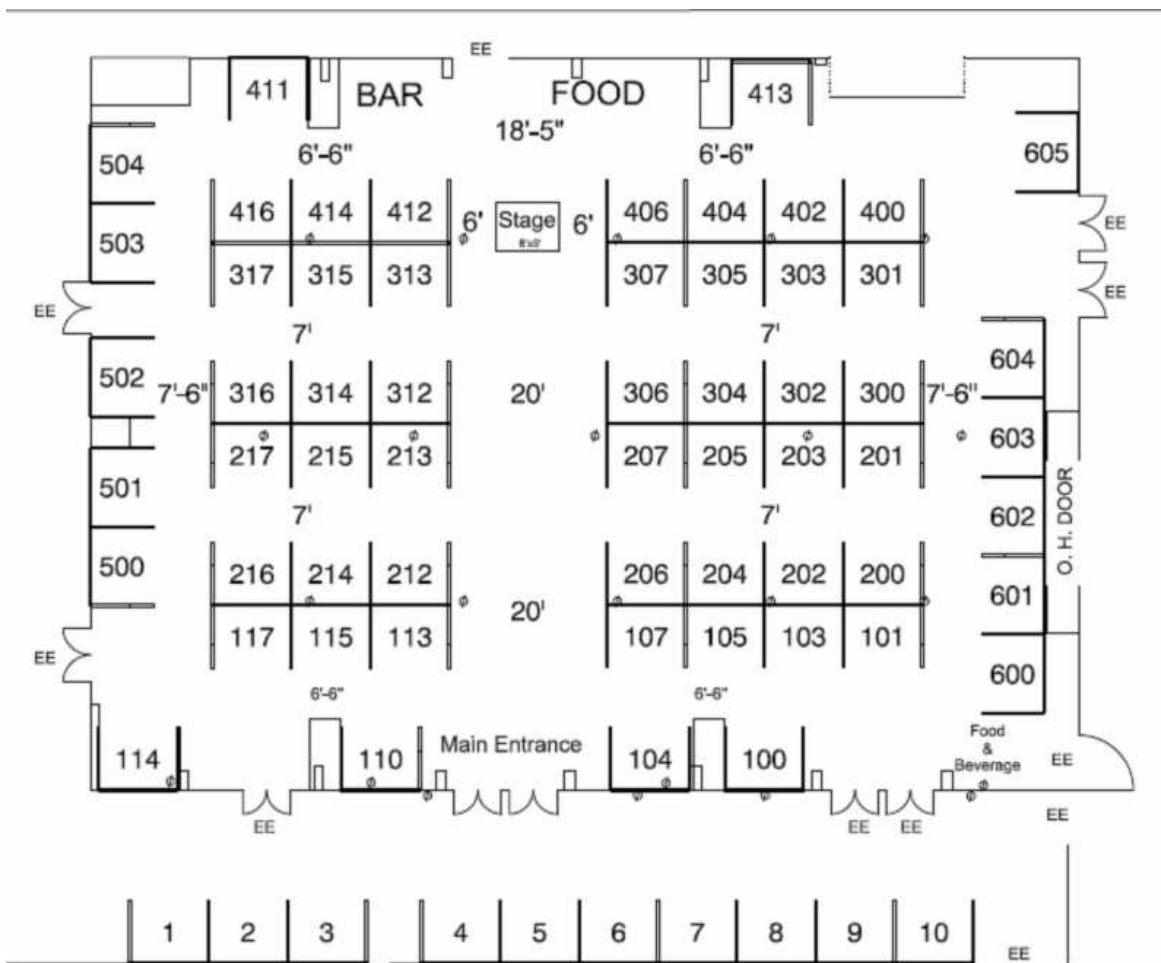 EE
411 BAR FOOD 413
18'-5"
504 6'-6" 6'-6" 605
416 414 412 6' Stage 6' 406 404 402 400
503 8'x8' EE
317 315 313 307 305 303 301
EE EE
7' 7'
502 604
7'-6" 316 314 312 20' 306 304 302 300 7'-6"
603
217 215 213 207 205 203 201
501 7' 7' 602 O. H. DOOR
500 216 214 212 206 204 202 200 601
20'
117 115 113 107 105 103 101
EE 600
6'-6" 6'-6"
114 110 Main Entrance 104 100 Food
&
Beverage EE
EE EE EE EE
1 2 3 4 5 6 7 8 9 10
EE